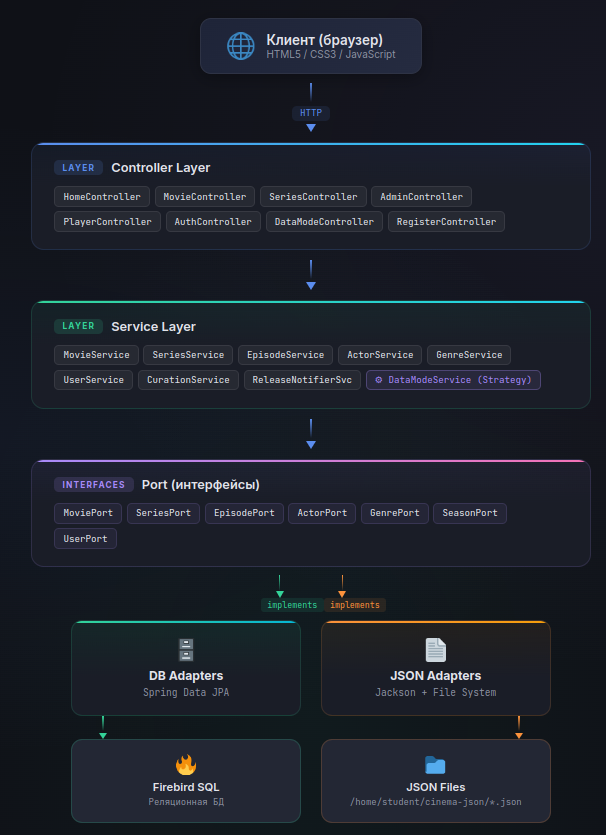 Клиент (браузер)
HTML5 / CSS3 / JavaScript
HTTP
LAYER Controller Layer
HomeController MovieController SeriesController AdminController
PlayerController AuthController DataModeController RegisterController
LAYER Service Layer
MovieService SeriesService EpisodeService ActorService GenreService
UserService CurationService ReleaseNotifierSvc ⚙ DataModeService (Strategy)
INTERFACES Port (интерфейсы)
MoviePort SeriesPort EpisodePort ActorPort GenrePort SeasonPort
UserPort
implements implements
DB Adapters
Spring Data JPA
JSON Adapters
Jackson + File System
Firebird SQL
Реляционная БД
JSON Files
/home/student/cinema-json/*.json